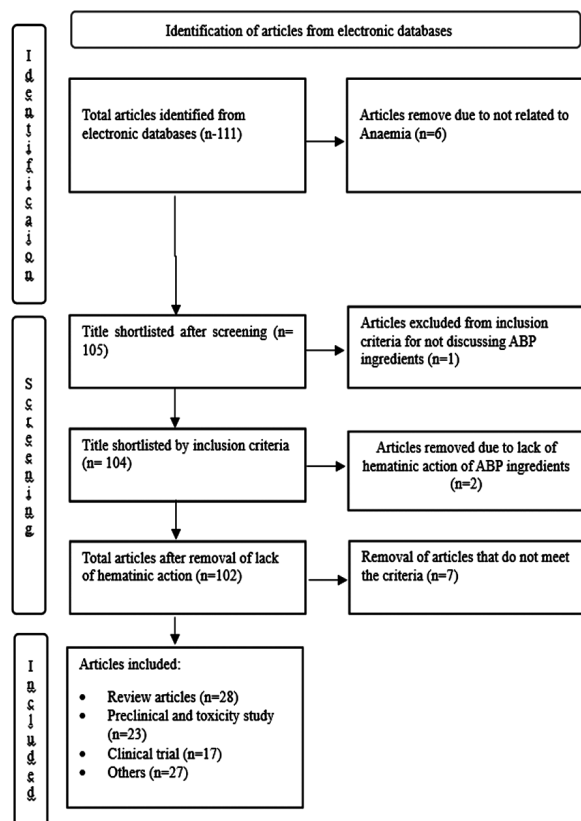 Identification of articles from electronic databases
Identificaion
Total articles identified from
electronic databases (n-111)
Articles remove due to not related to
Anaemia (n=6)
Screening
Title shortlisted after screening (n=
105)
Articles excluded from inclusion
criteria for not discussing ABP
ingredients (n=1)
Title shortlisted by inclusion criteria
(n= 104)
Articles removed due to lack of
hematinic action of ABP ingredients
(n=2)
Total articles after removal of lack
of hematinic action (n=102)
Removal of articles that do not meet
the criteria (n=7)
Included
Articles included:
• Review articles (n=28)
• Preclinical and toxicity study
(n=23)
• Clinical trial (n=17)
• Others (n=27)